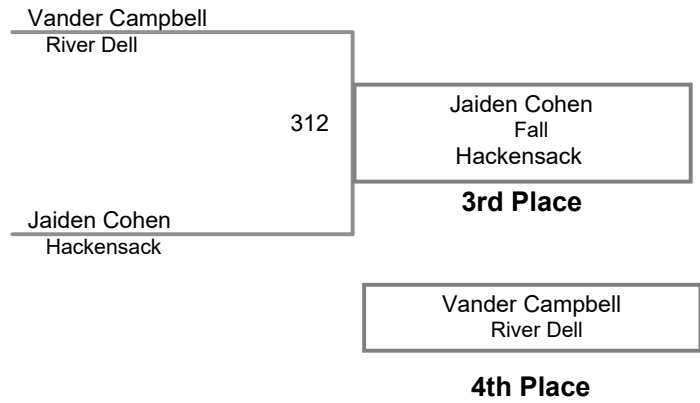 Vander Campbell
River Dell
312
Jaiden Cohen
Fall
Hackensack
3rd Place
Jaiden Cohen
Hackensack
Vander Campbell
River Dell
4th Place